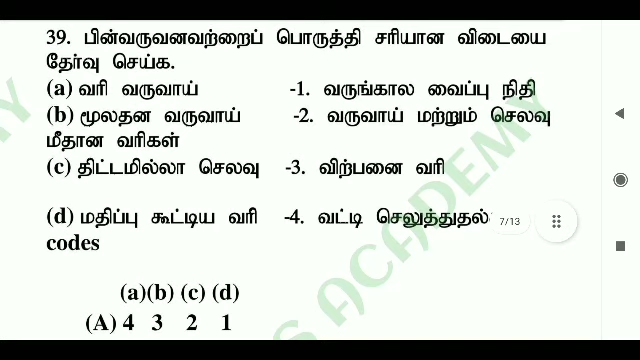 39. பின்வருவனவற்றைப் பொருத்தி சரியான விடையை
தேர்வு செய்க.
(a) வரி வருவாய் -1. வருங்கால வைப்பு நிதி
(b) மூலதன வருவாய் -2. வருவாய் மற்றும் செலவு
மீதான வரிகள்
(c) திட்டமில்லா செலவு -3. விற்பனை வரி
(d) மதிப்பு கூட்டிய வரி -4. வட்டி செலுத்துதல்
7/13
codes
(a)(b) (c) (d)
(A) 4 3 2 1
S ACADEMY